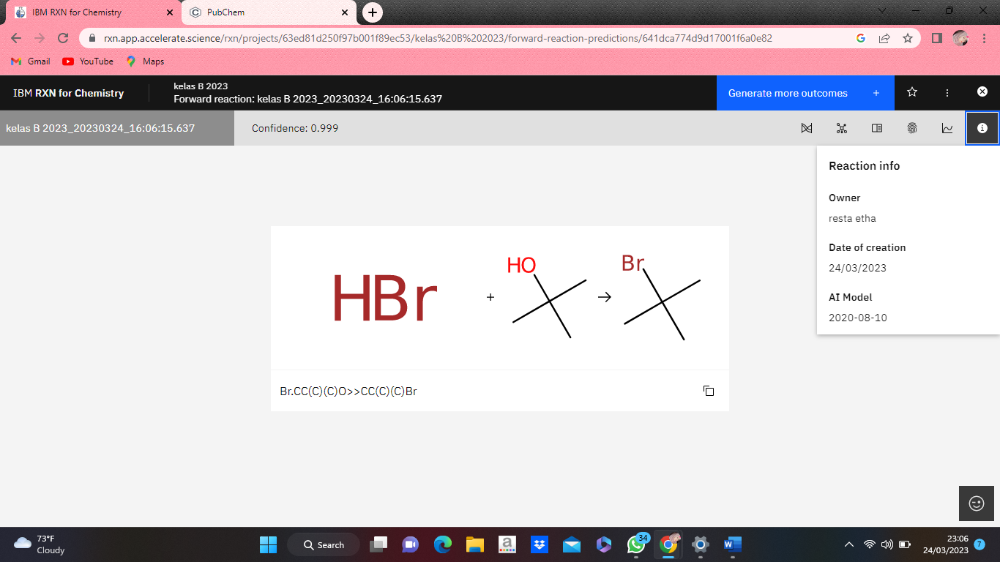 IBM RXN for Chemistry
PubChem
rxn.app.accelerate.science/rxn/projects/63ed81d250f97b001f89ec53/kelas%20B%202023/forward-reaction-predictions/641dca774d9d17001f6a0e82
Gmail
YouTube
Maps
IBM RXN for Chemistry
kelas B 2023
Forward reaction: kelas B 2023_20230324_16:06:15.637
Generate more outcomes +
kelas B 2023_20230324_16:06:15.637
Confidence: 0.999
Reaction info
Owner
resta etha
Date of creation
24/03/2023
AI Model
2020-08-10
HBr
+
HO
→
Br
Br.CC(C)(C)O>>CC(C)(C)Br
73°F
Cloudy
Search
a
34
W
23:06
24/03/2023
7